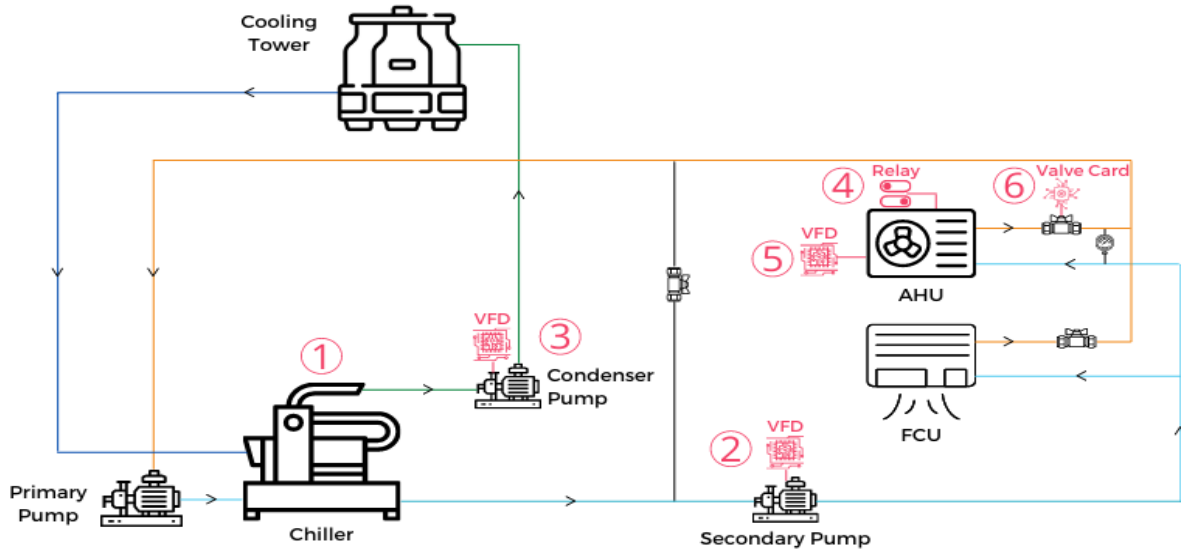 Cooling
Tower
4
Relay
6
Valve Card
VFD
5
AHU
1
VFD
3
Condenser
Pump
FCU
2
VFD
Primary
Pump
Chiller
Secondary Pump